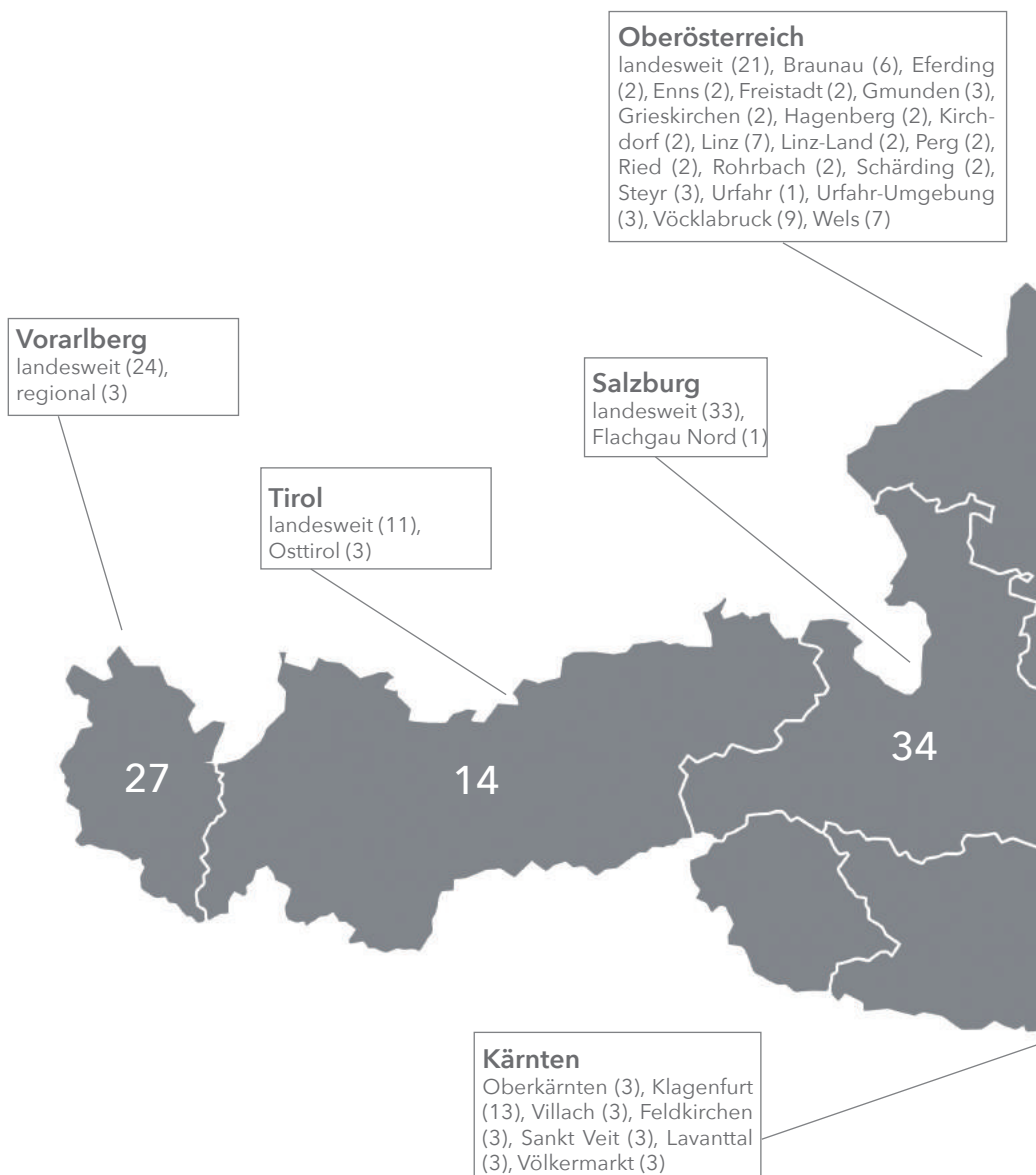 Oberösterreich
landesweit (21), Braunau (6), Eferding
(2), Enns (2), Freistadt (2), Gmunden (3),
Grieskirchen (2), Hagenberg (2), Kirch-
dorf (2), Linz (7), Linz-Land (2), Perg (2),
Ried (2), Rohrbach (2), Schärding (2),
Steyr (3), Urfahr (1), Urfahr-Umgebung
(3), Vöcklabruck (9), Wels (7)
Vorarlberg
landesweit (24),
regional (3)
Salzburg
landesweit (33),
Flachgau Nord (1)
Tirol
landesweit (11),
Osttirol (3)
27
14
34
Kärnten
Oberkärnten (3), Klagenfurt
(13), Villach (3), Feldkirchen
(3), Sankt Veit (3), Lavanttal
(3), Völkermarkt (3)